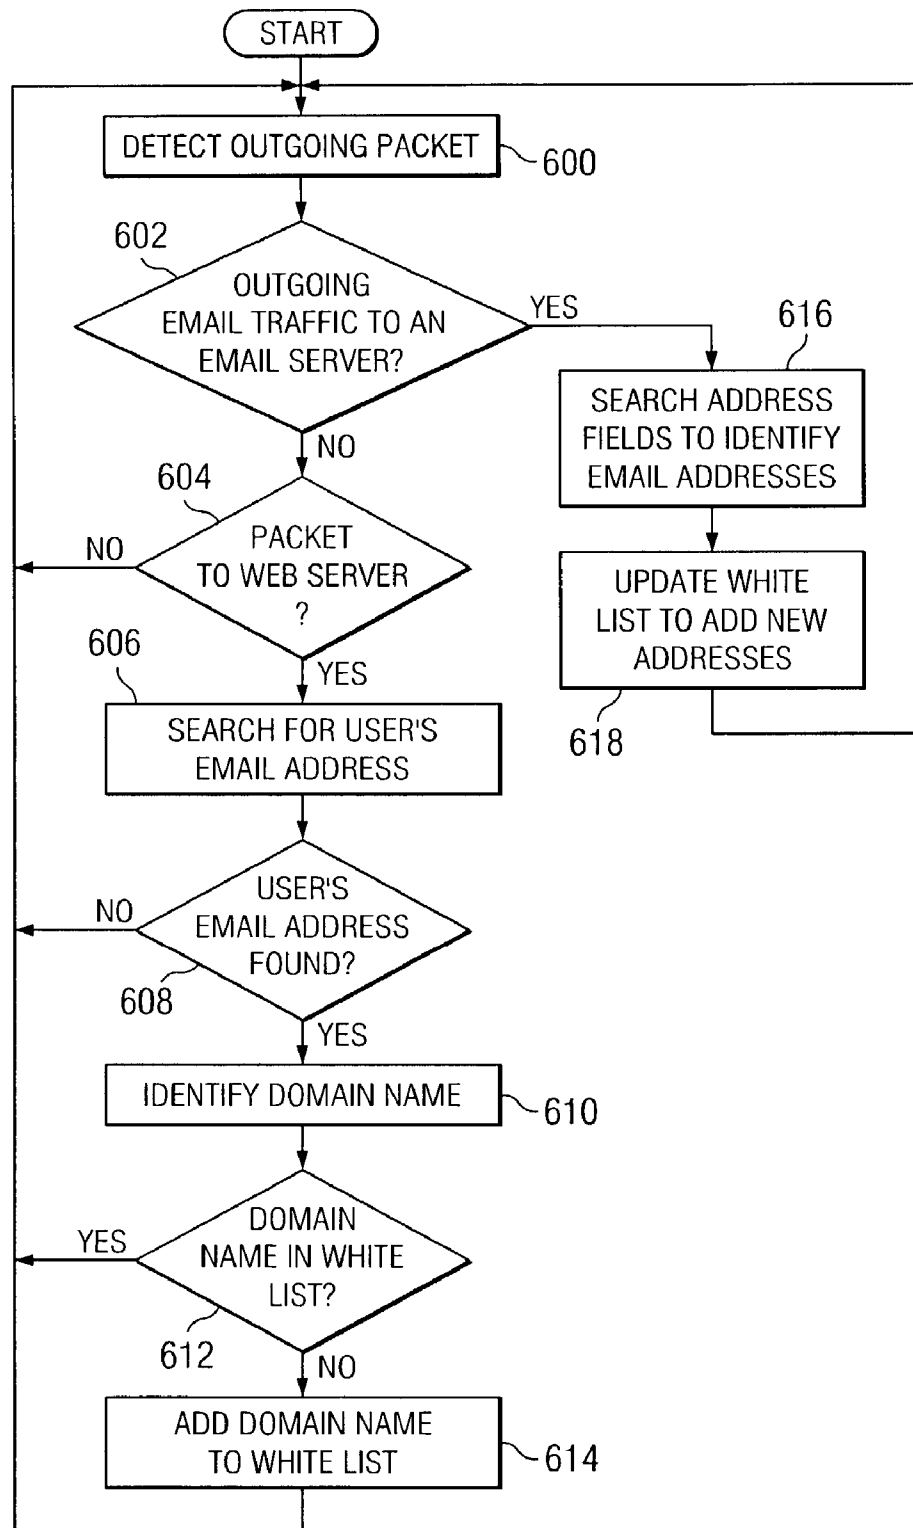 START
DETECT OUTGOING PACKET
600
602
OUTGOING
EMAIL TRAFFIC TO AN
EMAIL SERVER?
YES
NO
616
SEARCH ADDRESS
FIELDS TO IDENTIFY
EMAIL ADDRESSES
604
PACKET
TO WEB SERVER
?
NO
YES
UPDATE WHITE
LIST TO ADD NEW
ADDRESSES
618
606
SEARCH FOR USER'S
EMAIL ADDRESS
USER'S
EMAIL ADDRESS
FOUND?
NO
608
YES
IDENTIFY DOMAIN NAME
610
DOMAIN
NAME IN WHITE
LIST?
YES
612
NO
ADD DOMAIN NAME
TO WHITE LIST
614